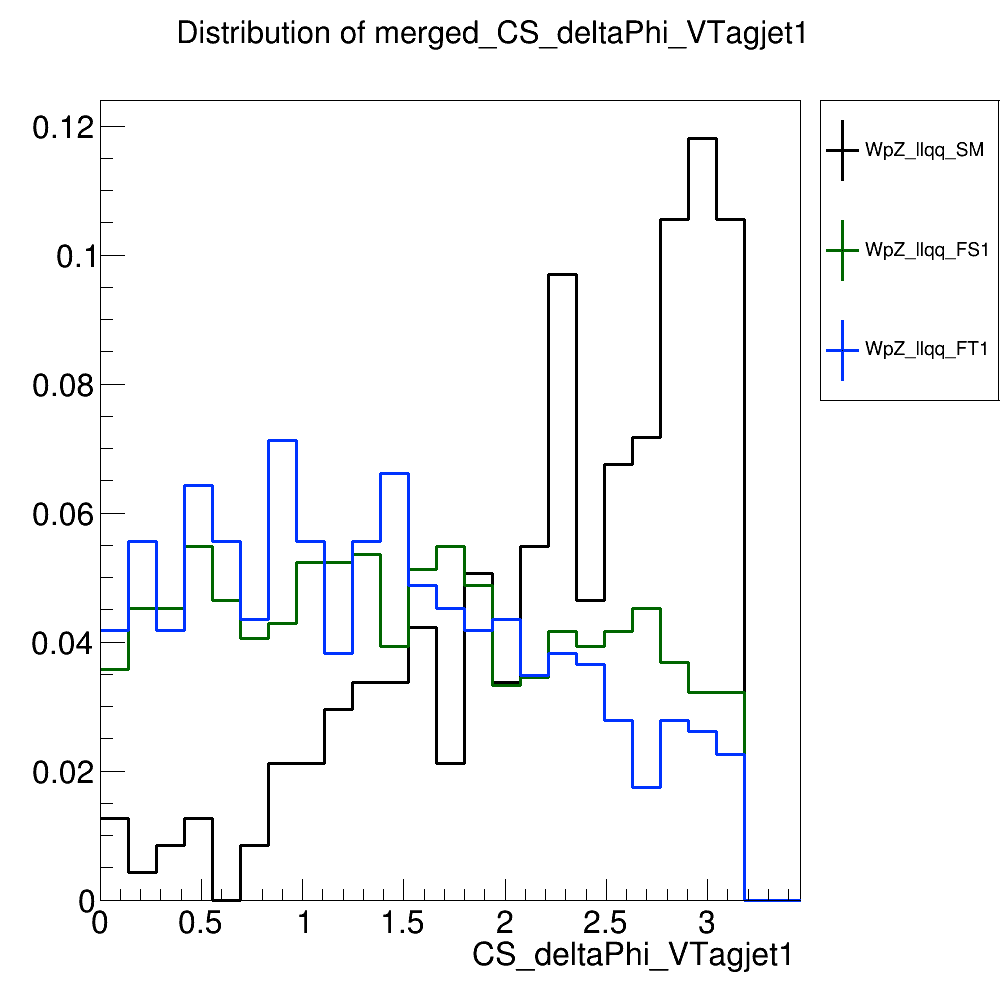 Distribution of merged_CS_deltaPhi_VTagjet1
0.12
0.1
0.08
0.06
0.04
0.02
0
0 0.5 1 1.5 2 2.5 3
CS_deltaPhi_VTagjet1
WpZ_llqq_SM
WpZ_llqq_FS1
WpZ_llqq_FT1